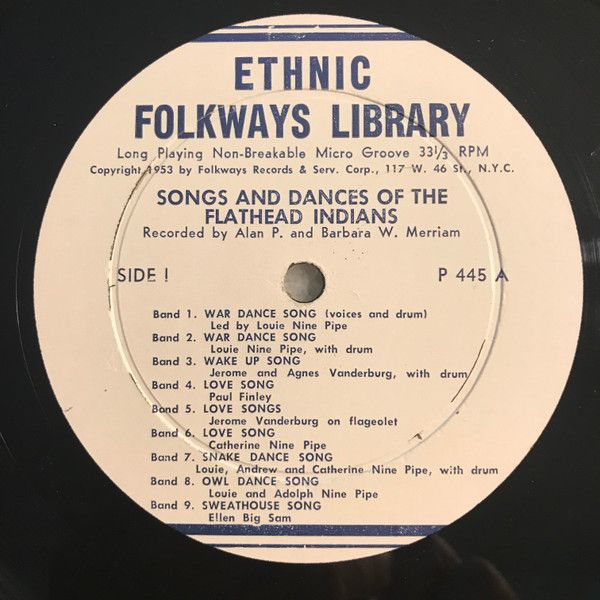 ETHNIC
FOLKWAYS LIBRARY
Long Playing Non-Breakable Micro Groove 33 1/3 RPM
Copyright 1953 by Folkways Records & Serv. Corp., 117 W. 46 St., N.Y.C.
SONGS AND DANCES OF THE
FLATHEAD INDIANS
Recorded by Alan P. and Barbara W. Merriam
SIDE I P 445 A
Band 1. WAR DANCE SONG (voices and drum)
Led by Louie Nine Pipe
Band 2. WAR DANCE SONG
Louie Nine Pipe, with drum
Band 3. WAKE UP SONG
Jerome and Agnes Vanderburg, with drum
Band 4. LOVE SONG
Paul Finley
Band 5. LOVE SONGS
Jerome Vanderburg on flageolet
Band 6. LOVE SONG
Catherine Nine Pipe
Band 7. SNAKE DANCE SONG
Louie, Andrew and Catherine Nine Pipe, with drum
Band 8. OWL DANCE SONG
Louie and Adolph Nine Pipe
Band 9. SWEATHOUSE SONG
Ellen Big Sam